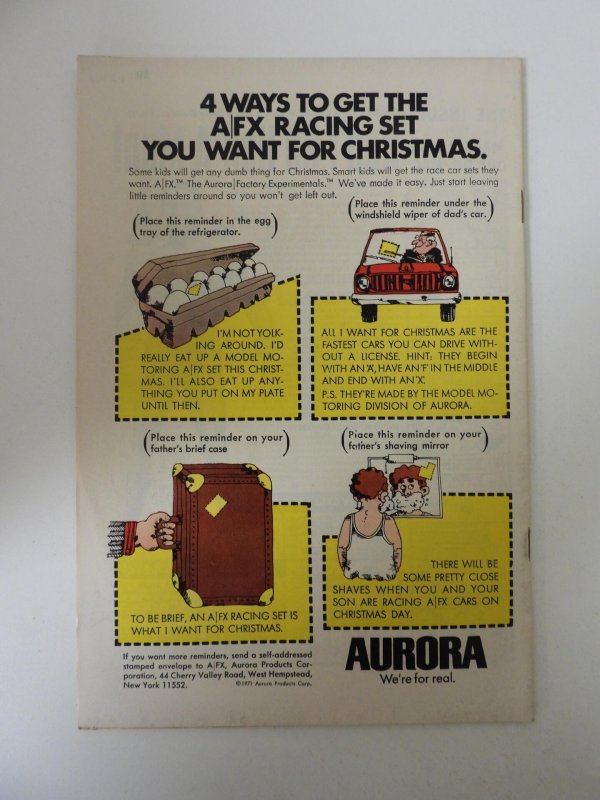 4 WAYS TO GET THE
A|FX RACING SET
YOU WANT FOR CHRISTMAS.
Some kids will get any dumb thing for Christmas. Smart kids will get the race car sets they
want. A|FX.™ The Aurora|Factory Experimentals.™ We've made it easy. Just start leaving
little reminders around so you won't get left out.
(Place this reminder in the egg
tray of the refrigerator.)
I'M NOT YOLK-
ING AROUND. I'D
REALLY EAT UP A MODEL MO-
TORING A|FX SET THIS CHRIST-
MAS. I'LL ALSO EAT UP ANY-
THING YOU PUT ON MY PLATE
UNTIL THEN.
(Place this reminder under the
windshield wiper of dad's car.)
ALL I WANT FOR CHRISTMAS ARE THE
FASTEST CARS YOU CAN DRIVE WITH-
OUT A LICENSE. HINT: THEY BEGIN
WITH AN 'A', HAVE AN 'F' IN THE MIDDLE
AND END WITH AN 'X'.
P.S. THEY'RE MADE BY THE MODEL MO-
TORING DIVISION OF AURORA.
(Place this reminder on your
father's brief case)
TO BE BRIEF, AN A|FX RACING SET IS
WHAT I WANT FOR CHRISTMAS.
(Place this reminder on your
father's shaving mirror)
THERE WILL BE
SOME PRETTY CLOSE
SHAVES WHEN YOU AND YOUR
SON ARE RACING A|FX CARS ON
CHRISTMAS DAY.
If you want more reminders, send a self-addressed
stamped envelope to A|FX, Aurora Products Cor-
poration, 44 Cherry Valley Road, West Hempstead,
New York 11552. © 1971 Aurora Products Corp.
AURORA
We're for real.